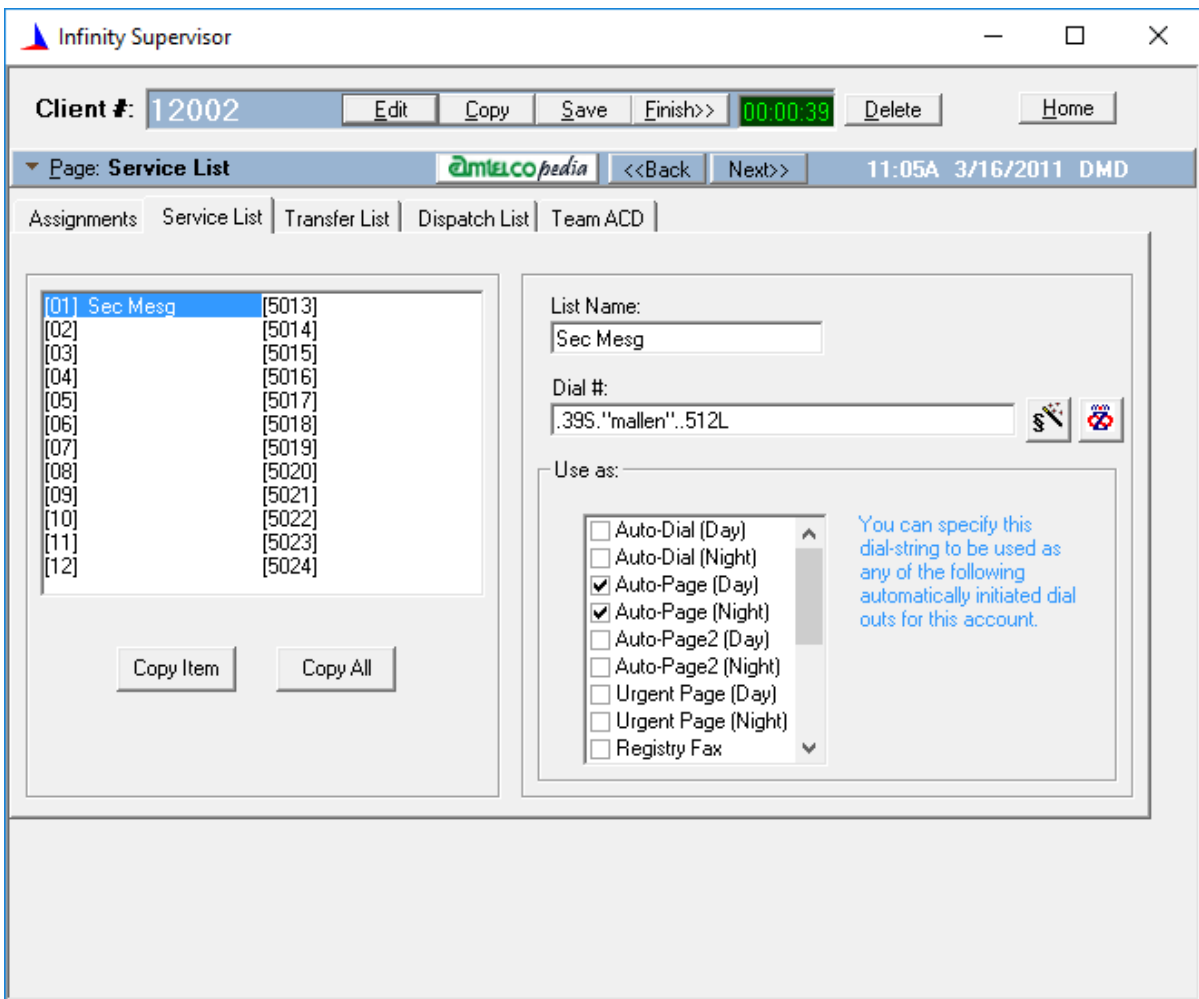 Infinity Supervisor
Client #: 12002 Edit Copy Save Finish>> 00:00:39 Delete Home
Page: Service List amtelcopedia <<Back Next>> 11:05A 3/16/2011 DMD
Assignments Service List Transfer List Dispatch List Team ACD
[01] Sec Mesg [5013]
[02] [5014]
[03] [5015]
[04] [5016]
[05] [5017]
[06] [5018]
[07] [5019]
[08] [5020]
[09] [5021]
[10] [5022]
[11] [5023]
[12] [5024]
Copy Item Copy All
List Name:
Sec Mesg
Dial #:
.39S."mallen"..512L
§
Use as:
Auto-Dial (Day)
Auto-Dial (Night)
Auto-Page (Day)
Auto-Page (Night)
Auto-Page2 (Day)
Auto-Page2 (Night)
Urgent Page (Day)
Urgent Page (Night)
Registry Fax
You can specify this
dial-string to be used as
any of the following
automatically initiated dial
outs for this account.